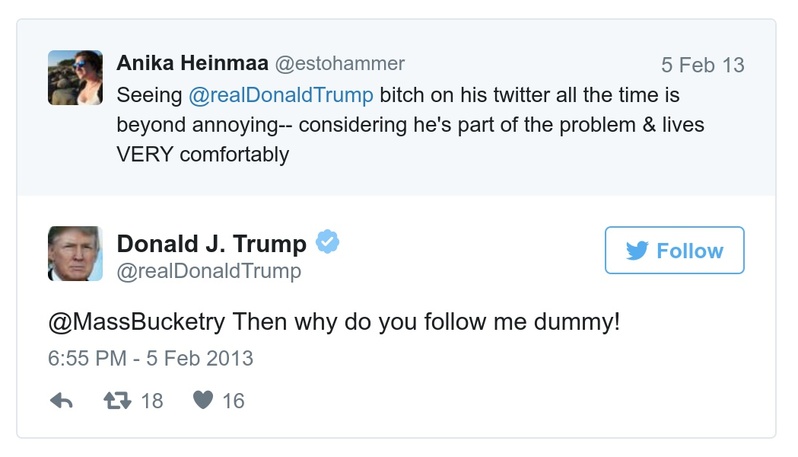 Anika Heinmaa @estohammer 5 Feb 13
Seeing @realDonaldTrump bitch on his twitter all the time is
beyond annoying-- considering he's part of the problem & lives
VERY comfortably
Donald J. Trump
@realDonaldTrump
Follow
@MassBucketry Then why do you follow me dummy!
6:55 PM - 5 Feb 2013
18 16